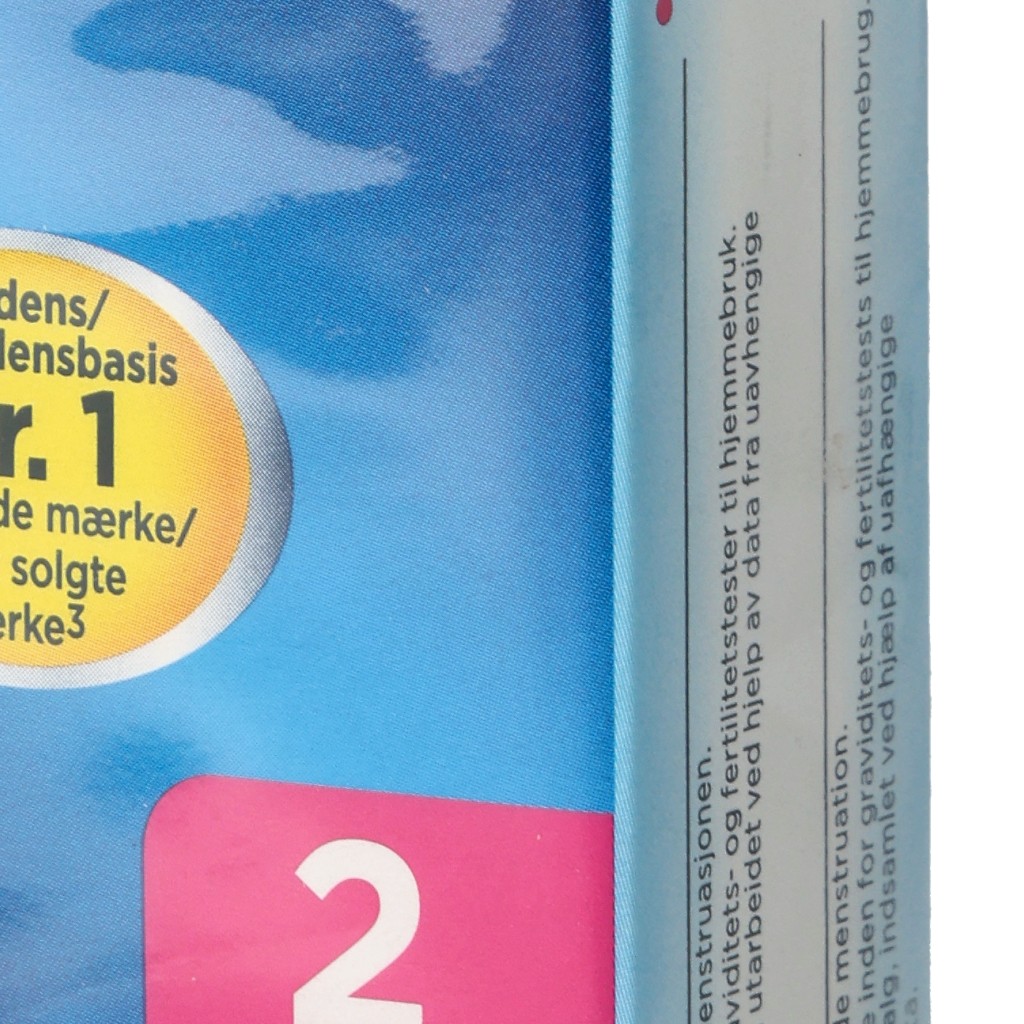 dens/
lensbasis
r. 1
de mærke/
solgte
erke3
2
enstruasjonen.
aviditets- og fertilitetstester til hjemmebruk.
utarbeidet ved hjelp av data fra uavhengige
de menstruation.
e inden for graviditets- og fertilitetstests til hjemmebrug.
alg, indsamlet ved hjælp af uafhængige
a.